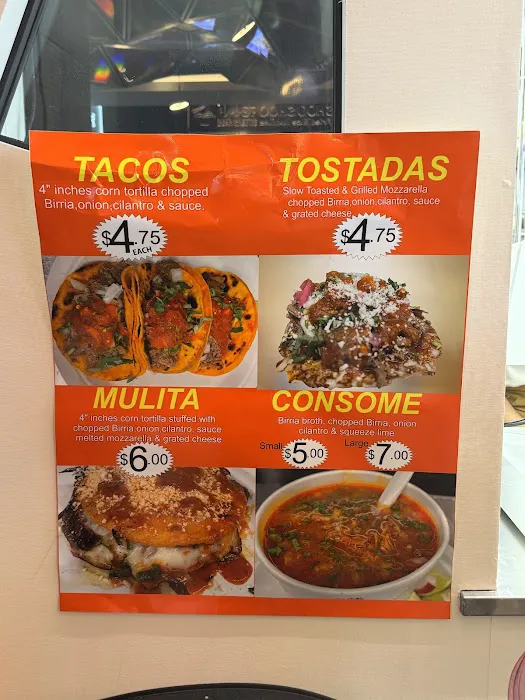 TACOS
4" inches corn tortilla chopped
Birria,onion,cilantro & sauce.
$4.75
EACH
TOSTADAS
Slow Toasted & Grilled Mozzarella
chopped Birria,onion,cilantro, sauce
& grated cheese
$4.75
MULITA
4" inches corn tortilla stuffed with
chopped Birria,onion,cilantro, sauce
melted mozzarella & grated cheese
$6.00
CONSOME
Birria broth, chopped Birria, onion
cilantro & squeeze lime
Small $5.00 Large $7.00